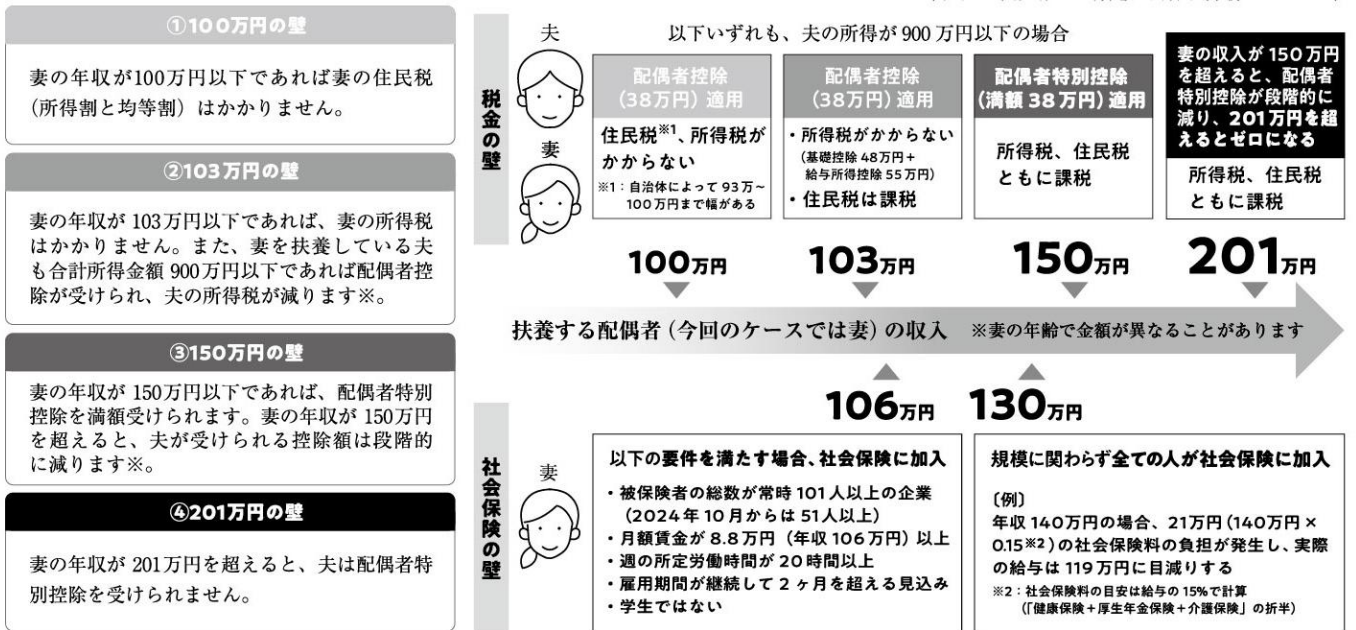 ①100万円の壁
妻の年収が100万円以下であれば妻の住民税
(所得割と均等割)はかかりません。
②103万円の壁
妻の年収が 103万円以下であれば、妻の所得税
はかかりません。また、妻を扶養している夫
も合計所得金額 900万円以下であれば配偶者控
除が受けられ、夫の所得税が減ります※。
③150万円の壁
妻の年収が 150万円以下であれば、配偶者特別
控除を満額受けられます。妻の年収が 150万円
を超えると、夫が受けられる控除額は段階的
に減ります※。
④201万円の壁
妻の年収が 201万円を超えると、夫は配偶者特
別控除を受けられません。
税金の壁
夫
妻
以下いずれも、夫の所得が 900 万円以下の場合
配偶者控除
(38万円)適用
住民税※1、所得税が
かからない
※1:自治体によって 93万~
100万円まで幅がある
配偶者控除
(38万円)適用
・所得税がかからない
(基礎控除 48万円+
給与所得控除 55万円)
・住民税は課税
配偶者特別控除
(満額 38万円)適用
所得税、住民税
ともに課税
妻の収入が 150万円
を超えると、配偶者
特別控除が段階的に
減り、201万円を超
えるとゼロになる
所得税、住民税
ともに課税
100万円
103万円
150万円
201万円
扶養する配偶者(今回のケースでは妻)の収入 ※妻の年齢で金額が異なることがあります
106万円
130万円
社会保険の壁
妻
以下の要件を満たす場合、社会保険に加入
・被保険者の総数が常時 101人以上の企業
(2024年 10月からは 51人以上)
・月額賃金が 8.8万円(年収 106万円)以上
・週の所定労働時間が 20時間以上
・雇用期間が継続して 2ヶ月を超える見込み
・学生ではない
規模に関わらず全ての人が社会保険に加入
〔例〕
年収 140万円の場合、21万円(140万円×
0.15※2)の社会保険料の負担が発生し、実際
の給与は 119万円に目減りする
※2:社会保険料の目安は給与の 15%で計算
(「健康保険+厚生年金保険+介護保険」の折半)